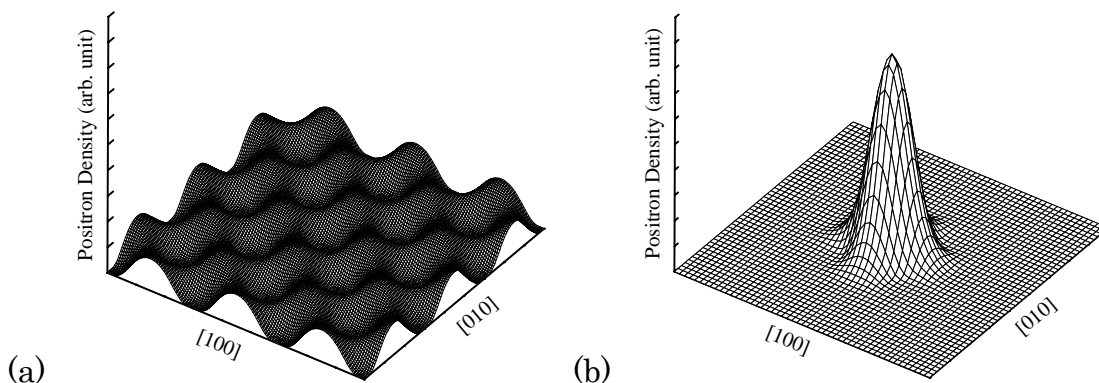 Positron Density (arb. unit)
[100]
[010]
(a)
Positron Density (arb. unit)
[100]
[010]
(b)